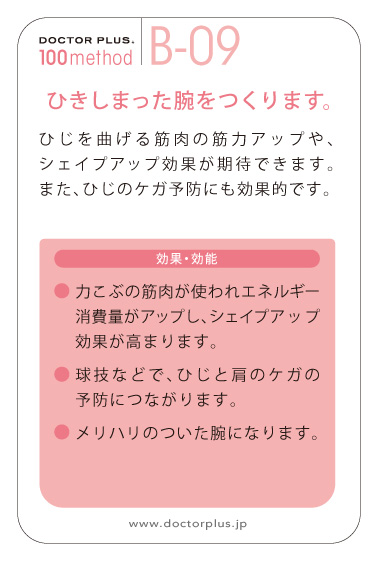 DOCTOR PLUS.
100method
B-09
ひきしまった腕をつくります。
ひじを曲げる筋肉の筋力アップや、
シェイプアップ効果が期待できます。
また、ひじのケガ予防にも効果的です。
効果・効能
● 力こぶの筋肉が使われエネルギー
消費量がアップし、シェイプアップ
効果が高まります。
● 球技などで、ひじと肩のケガの
予防につながります。
● メリハリのついた腕になります。
www.doctorplus.jp